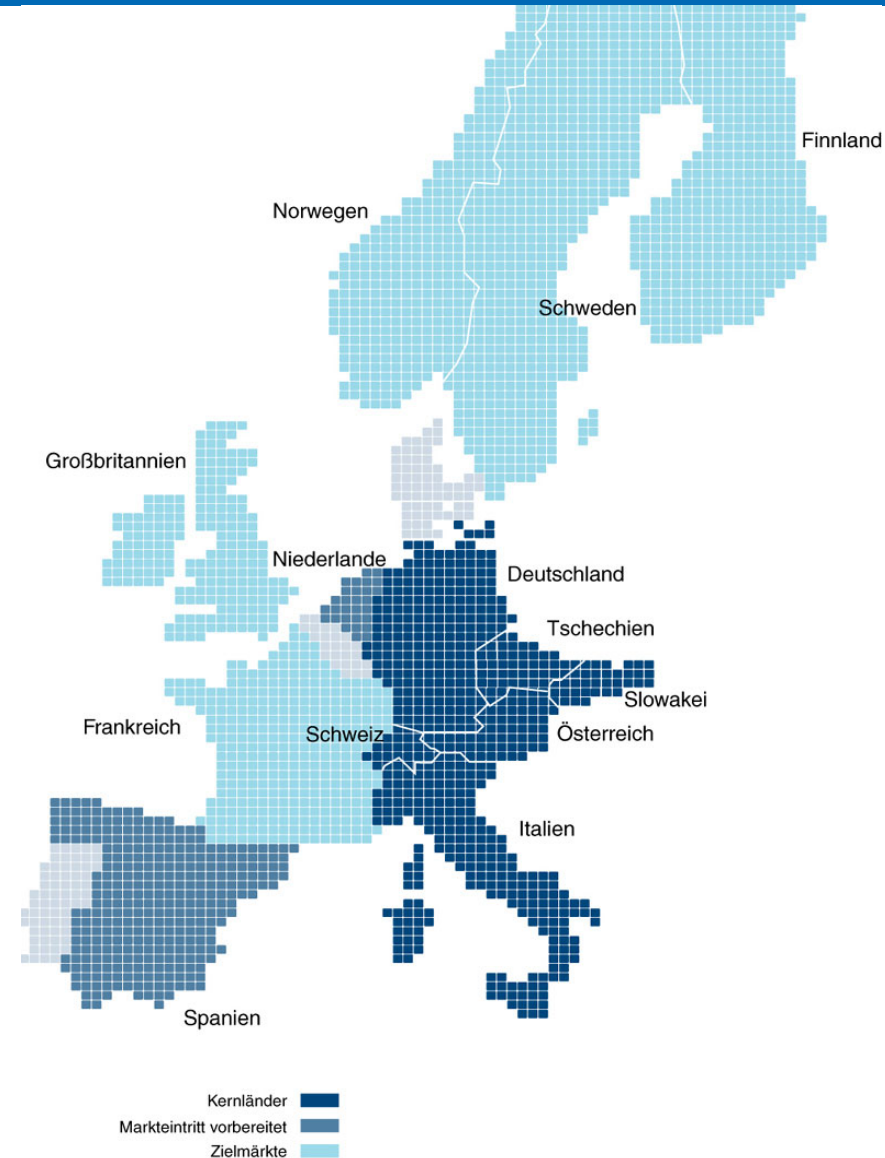 Finnland
Norwegen
Schweden
Großbritannien
Niederlande
Deutschland
Tschechien
Slowakei
Frankreich
Schweiz
Österreich
Italien
Spanien
Kernländer
Markteintritt vorbereitet
Zielmärkte